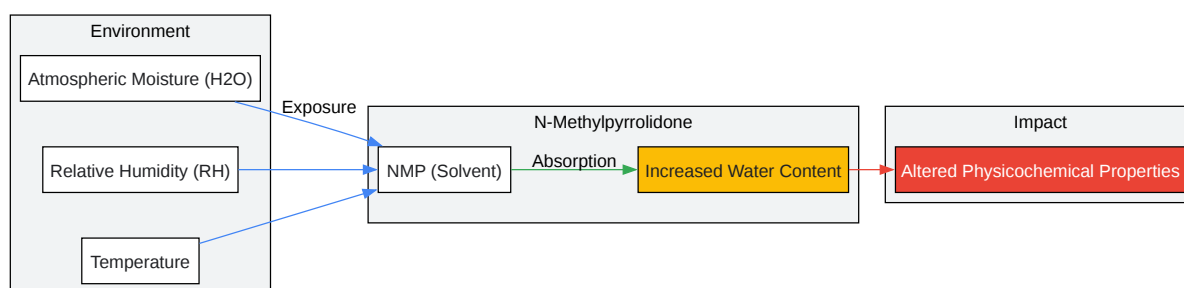 Environment
Atmospheric Moisture (H2O)
Relative Humidity (RH)
Temperature
Exposure
N-Methylpyrrolidone
NMP (Solvent)
Absorption
Increased Water Content
Impact
Altered Physicochemical Properties